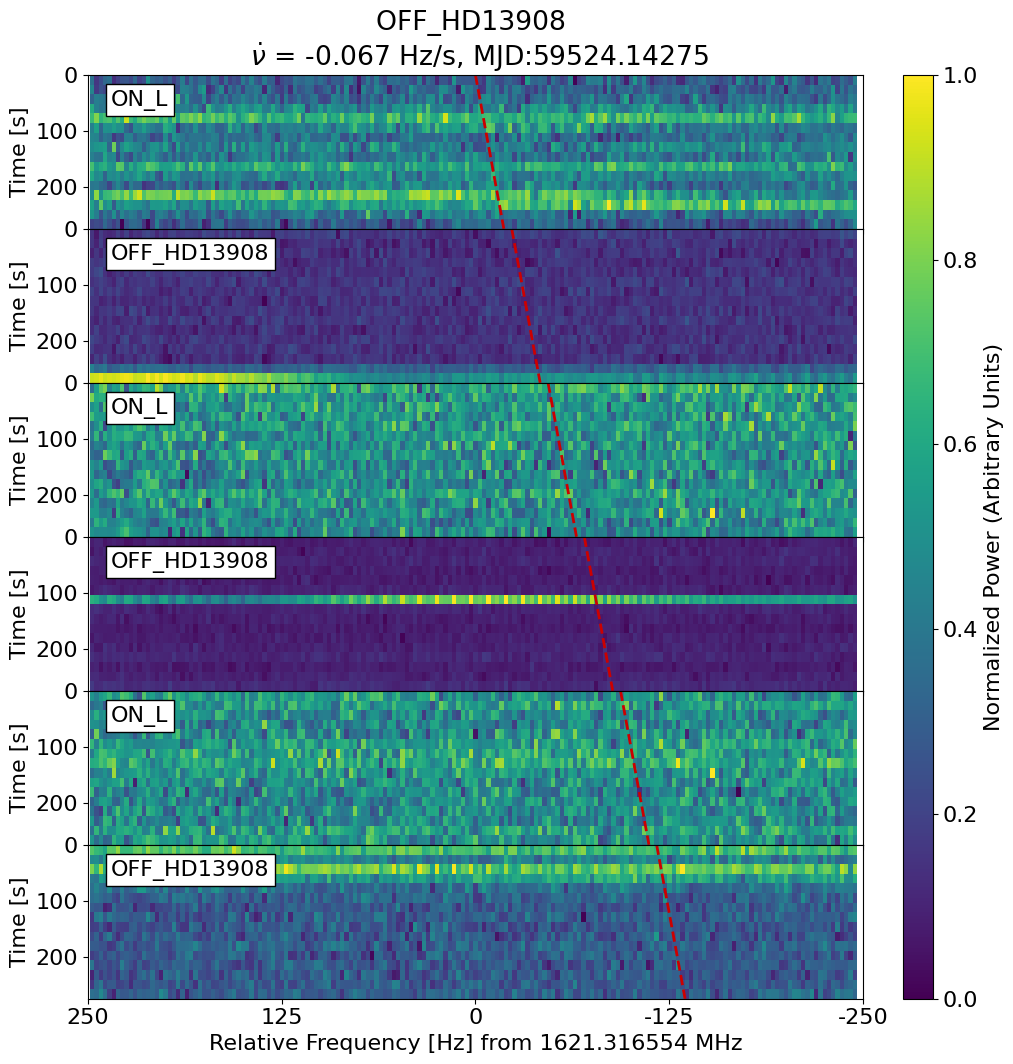 OFF_HD13908
ν̇ = -0.067 Hz/s, MJD:59524.14275
0
ON_L
100
200
Time [s]
0
OFF_HD13908
100
200
Time [s]
0
ON_L
100
200
Time [s]
0
OFF_HD13908
100
200
Time [s]
0
ON_L
100
200
Time [s]
0
OFF_HD13908
100
200
Time [s]
250 125 0 -125 -250
Relative Frequency [Hz] from 1621.316554 MHz
1.0
0.8
0.6
0.4
0.2
0.0
Normalized Power (Arbitrary Units)